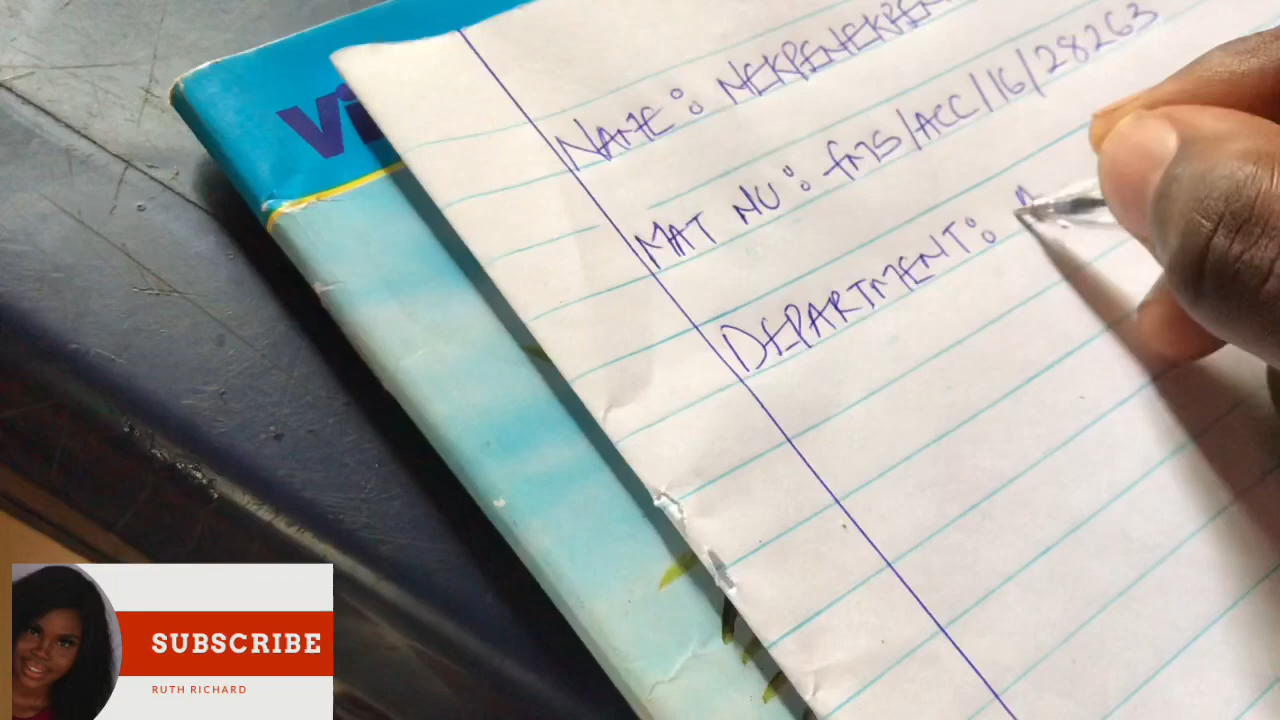 NAME: NEKPENEKPEN
MAT NO: fms/ACC/16/28263
DEPARTMENT:
SUBSCRIBE
RUTH RICHARD